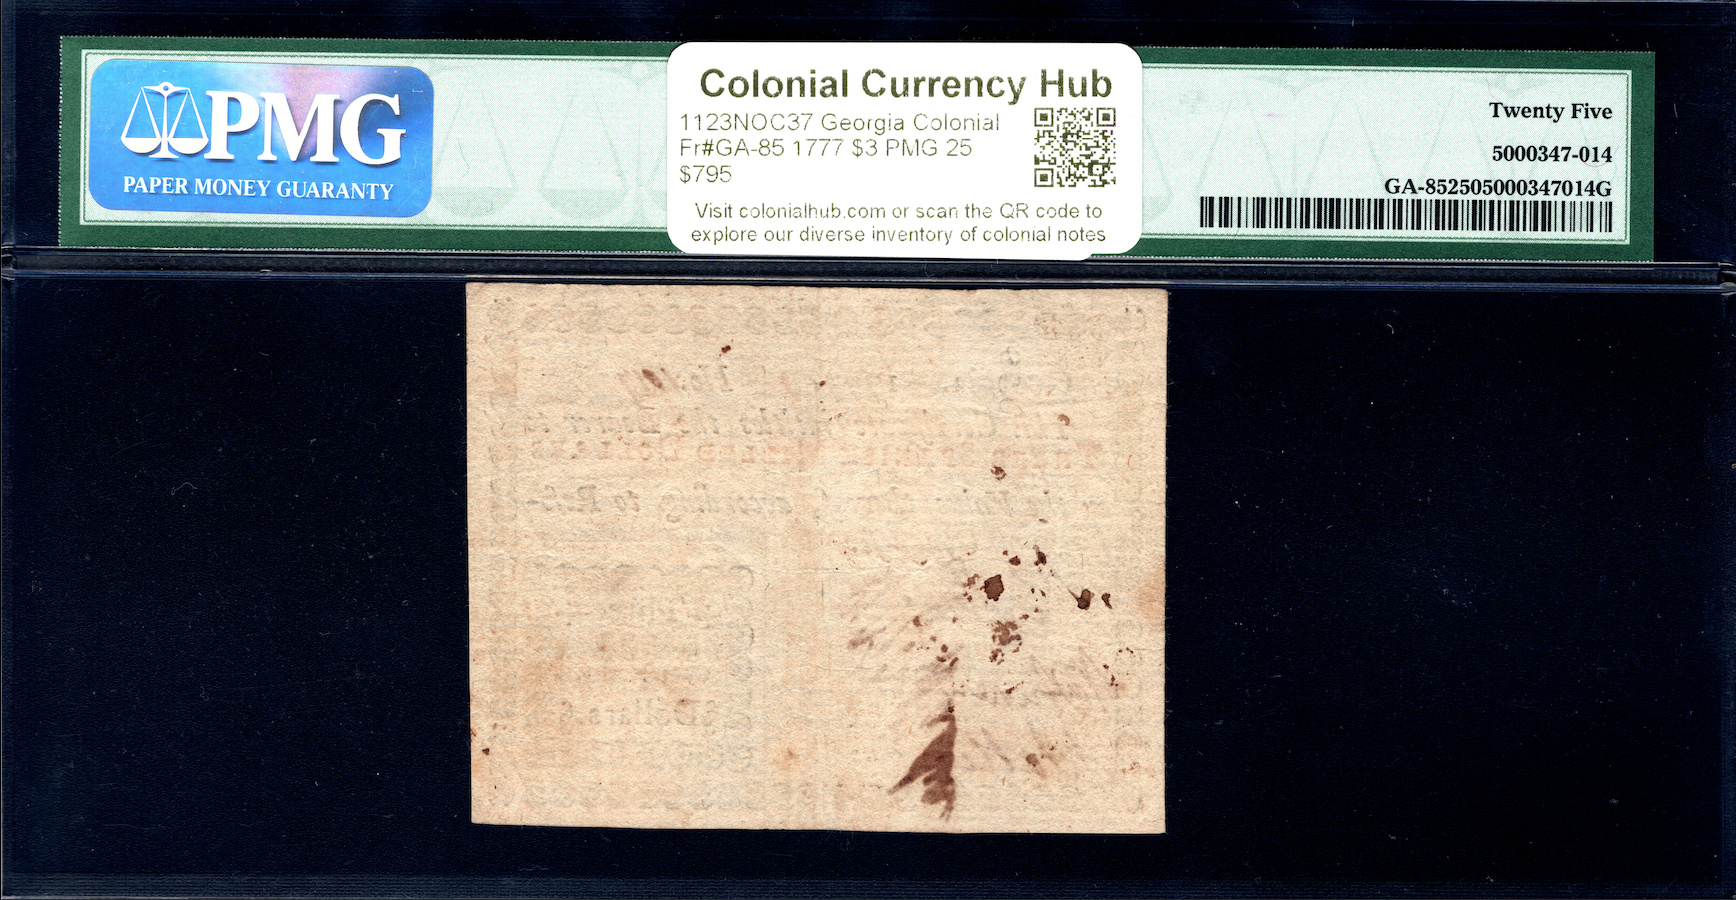 PMG
PAPER MONEY GUARANTY
Colonial Currency Hub
1123NOC37 Georgia Colonial
Fr#GA-85 1777 $3 PMG 25
$795
Visit colonialhub.com or scan the QR code to
explore our diverse inventory of colonial notes
Twenty Five
5000347-014
GA-852505000347014G